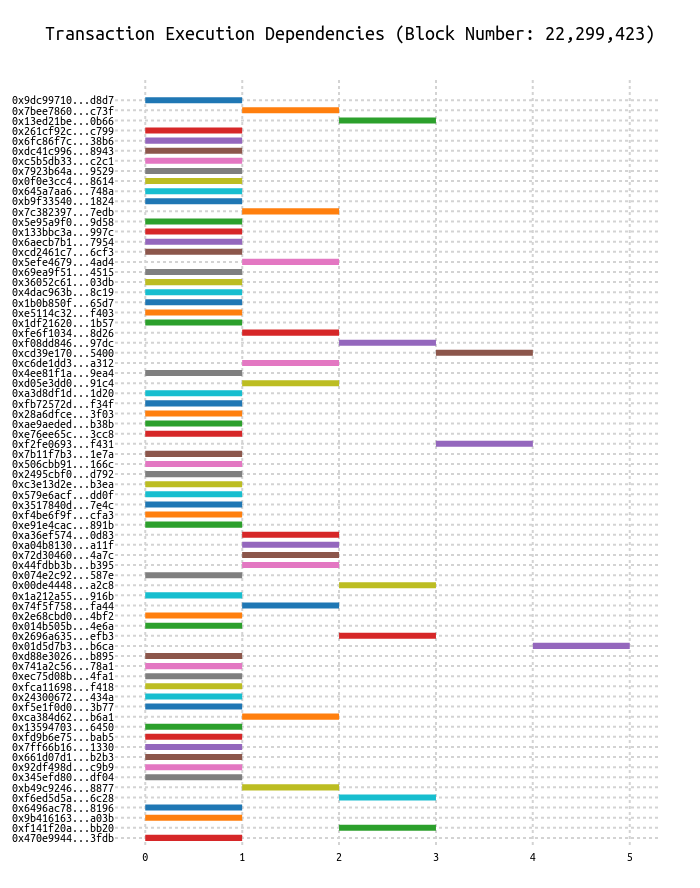 Transaction Execution Dependencies (Block Number: 22,299,423)
0x9dc99710...d8d7
0x7bee7860...c73f
0x13ed21be...0b66
0x261cf92c...c799
0x6fc86f7c...38b6
0xdc41c996...8943
0xc5b5db33...c2c1
0x7923b64a...9529
0x0f0e3cc4...8614
0x645a7aa6...748a
0xb9f33540...1824
0x7c382397...7edb
0x5e95a9f0...9d58
0x133bbc3a...997c
0x6aecb7b1...7954
0xcd2461c7...6cf3
0x5efe4679...4ad4
0x69ea9f51...4515
0x36052c61...03db
0x4dac963b...8c19
0x1b0b850f...65d7
0xe5114c32...f403
0x1df21620...1b57
0xfe6f1034...8d26
0xf08dd846...97dc
0xcd39e170...5400
0xc6de1dd3...a312
0x4ee81f1a...9ea4
0xd05e3dd0...91c4
0xa3d8df1d...1d20
0xfb72572d...f34f
0x28a6dfce...3f03
0xae9aeded...b38b
0xe76ee65c...3cc8
0xf2fe0693...f431
0x7b11f7b3...1e7a
0x506cbb91...166c
0x2495cbf0...d792
0xc3e13d2e...b3ea
0x579e6acf...dd0f
0x3517840d...7e4c
0xf4be6f9f...cfa3
0xe91e4cac...891b
0xa36ef574...0d83
0xa04b8130...a11f
0x72d30460...4a7c
0x44fdbb3b...b395
0x074e2c92...587e
0x00de4448...a2c8
0x1a212a55...916b
0x74f5f758...fa44
0x2e68cbd0...4bf2
0x014b505b...4e6a
0x2696a635...efb3
0x01d5d7b3...b6ca
0xd88e3026...b895
0x741a2c56...78a1
0xec75d08b...4fa1
0xfca11698...f418
0x24300672...434a
0xf5e1f0d0...3b77
0xca384d62...b6a1
0x13594703...6450
0xfd9b6e75...bab5
0x7ff66b16...1330
0x661d07d1...b2b3
0x92df498d...c9b9
0x345efd80...df04
0xb49c9246...8877
0xf6ed5d5a...6c28
0x6496ac78...8196
0x9b416163...a03b
0xf141f20a...bb20
0x470e9944...3fdb
0 1 2 3 4 5